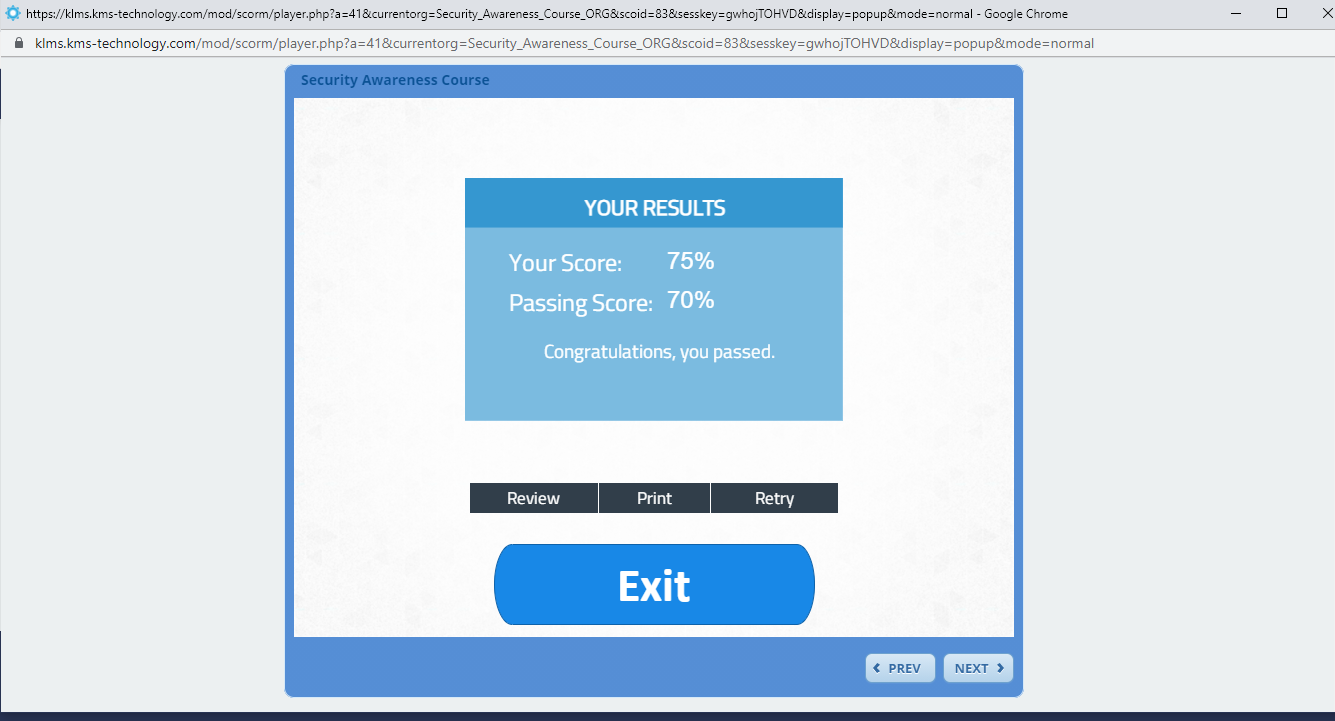 https://klms.kms-technology.com/mod/scorm/player.php?a=41&currentorg=Security_Awareness_Course_ORG&scoid=83&sesskey=gwhojTOHVD&display=popup&mode=normal - Google Chrome
klms.kms-technology.com/mod/scorm/player.php?a=41&currentorg=Security_Awareness_Course_ORG&scoid=83&sesskey=gwhojTOHVD&display=popup&mode=normal
Security Awareness Course
YOUR RESULTS
Your Score: 75%
Passing Score: 70%
Congratulations, you passed.
Review Print Retry
Exit
PREV NEXT